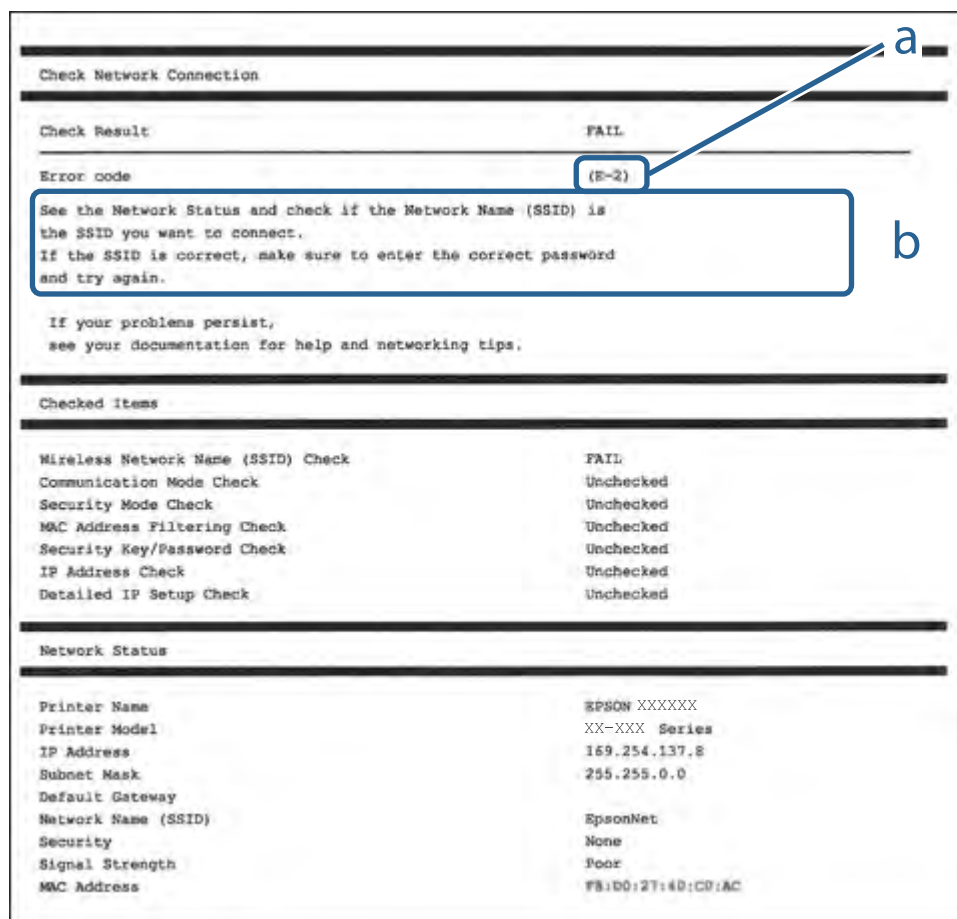 a
Check Network Connection
Check Result FAIL
Error code (E-2)
See the Network Status and check if the Network Name (SSID) is
the SSID you want to connect.
If the SSID is correct, make sure to enter the correct password
and try again.
b
If your problems persist,
see your documentation for help and networking tips.
Checked Items
Wireless Network Name (SSID) Check FAIL
Communication Mode Check Unchecked
Security Mode Check Unchecked
MAC Address Filtering Check Unchecked
Security Key/Password Check Unchecked
IP Address Check Unchecked
Detailed IP Setup Check Unchecked
Network Status
Printer Name EPSON XXXXXX
Printer Model XX-XXX Series
IP Address 169.254.137.8
Subnet Mask 255.255.0.0
Default Gateway
Network Name (SSID) EpsonNet
Security None
Signal Strength Poor
MAC Address F8:D0:27:40:C0:AC